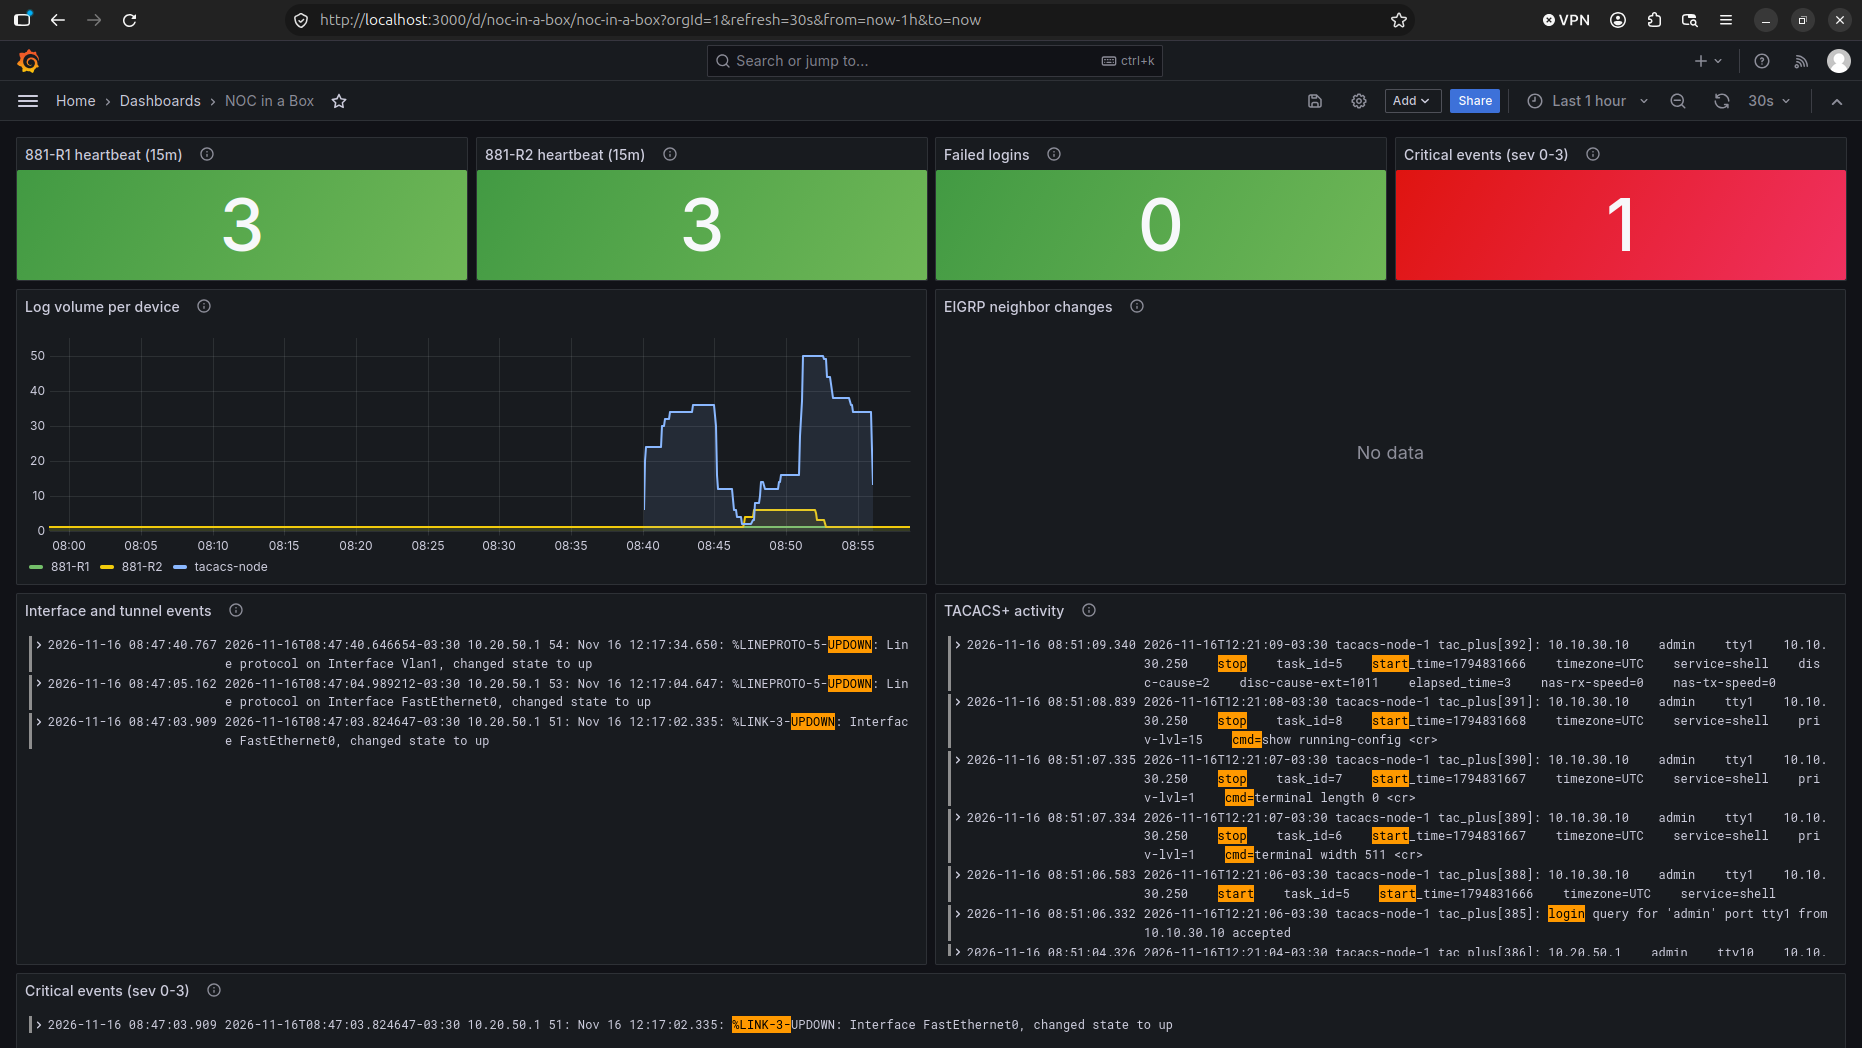 http://localhost:3000/d/noc-in-a-box/noc-in-a-box?orgId=1&refresh=30s&from=now-1h&to=now
VPN
Search or jump to...
ctrl+k
Home › Dashboards › NOC in a Box
Add
Share
Last 1 hour
30s
881-R1 heartbeat (15m)
3
881-R2 heartbeat (15m)
3
Failed logins
0
Critical events (sev 0-3)
1
Log volume per device
50
40
30
20
10
0
08:00 08:05 08:10 08:15 08:20 08:25 08:30 08:35 08:40 08:45 08:50 08:55
881-R1 881-R2 tacacs-node
EIGRP neighbor changes
No data
Interface and tunnel events
2026-11-16 08:47:40.767 2026-11-16T08:47:40.646654-03:30 10.20.50.1 54: Nov 16 12:17:34.650: %LINEPROTO-5-UPDOWN: Lin
e protocol on Interface Vlan1, changed state to up
2026-11-16 08:47:05.162 2026-11-16T08:47:04.989212-03:30 10.20.50.1 53: Nov 16 12:17:04.647: %LINEPROTO-5-UPDOWN: Lin
e protocol on Interface FastEthernet0, changed state to up
2026-11-16 08:47:03.909 2026-11-16T08:47:03.824647-03:30 10.20.50.1 51: Nov 16 12:17:02.335: %LINK-3-UPDOWN: Interfac
e FastEthernet0, changed state to up
TACACS+ activity
2026-11-16 08:51:09.340 2026-11-16T12:21:09-03:30 tacacs-node-1 tac_plus[392]: 10.10.30.10 admin tty1 10.10.
30.250 stop task_id=5 start_time=1794831666 timezone=UTC service=shell dis
c-cause=2 disc-cause-ext=1011 elapsed_time=3 nas-rx-speed=0 nas-tx-speed=0
2026-11-16 08:51:08.839 2026-11-16T12:21:08-03:30 tacacs-node-1 tac_plus[391]: 10.10.30.10 admin tty1 10.10.
30.250 stop task_id=8 start_time=1794831668 timezone=UTC service=shell pri
v-lvl=15 cmd=show running-config <cr>
2026-11-16 08:51:07.335 2026-11-16T12:21:07-03:30 tacacs-node-1 tac_plus[390]: 10.10.30.10 admin tty1 10.10.
30.250 stop task_id=7 start_time=1794831667 timezone=UTC service=shell pri
v-lvl=1 cmd=terminal length 0 <cr>
2026-11-16 08:51:07.334 2026-11-16T12:21:07-03:30 tacacs-node-1 tac_plus[389]: 10.10.30.10 admin tty1 10.10.
30.250 stop task_id=6 start_time=1794831667 timezone=UTC service=shell pri
v-lvl=1 cmd=terminal width 511 <cr>
2026-11-16 08:51:06.583 2026-11-16T12:21:06-03:30 tacacs-node-1 tac_plus[388]: 10.10.30.10 admin tty1 10.10.
30.250 start task_id=5 start_time=1794831666 timezone=UTC service=shell
2026-11-16 08:51:06.332 2026-11-16T12:21:06-03:30 tacacs-node-1 tac_plus[385]: login query for 'admin' port tty1 from
10.10.30.10 accepted
2026-11-16 08:51:04.326 2026-11-16T12:21:04-03:30 tacacs-node-1 tac_plus[386]: 10.20.50.1 admin tty10 10.10.
Critical events (sev 0-3)
2026-11-16 08:47:03.909 2026-11-16T08:47:03.824647-03:30 10.20.50.1 51: Nov 16 12:17:02.335: %LINK-3-UPDOWN: Interface FastEthernet0, changed state to up